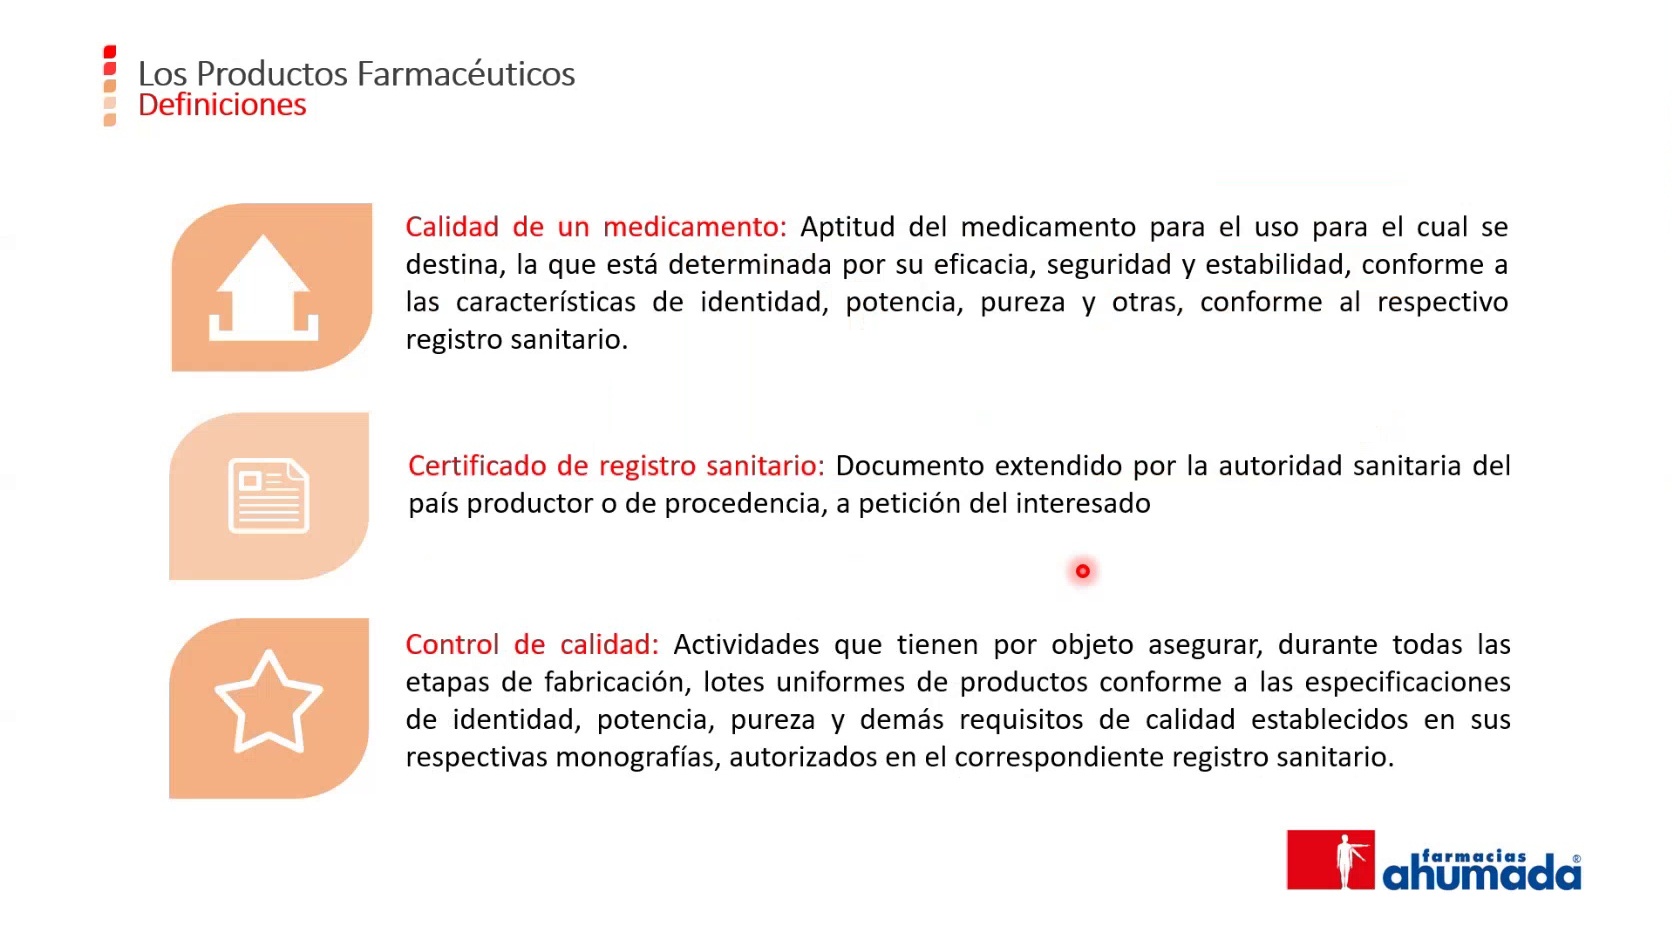 Los Productos Farmacéuticos
Definiciones
Calidad de un medicamento: Aptitud del medicamento para el uso para el cual se
destina, la que está determinada por su eficacia, seguridad y estabilidad, conforme a
las características de identidad, potencia, pureza y otras, conforme al respectivo
registro sanitario.
Certificado de registro sanitario: Documento extendido por la autoridad sanitaria del
país productor o de procedencia, a petición del interesado
Control de calidad: Actividades que tienen por objeto asegurar, durante todas las
etapas de fabricación, lotes uniformes de productos conforme a las especificaciones
de identidad, potencia, pureza y demás requisitos de calidad establecidos en sus
respectivas monografías, autorizados en el correspondiente registro sanitario.
farmacias
ahumada®